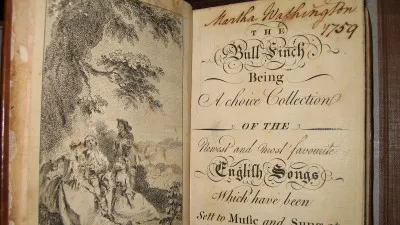 Martha Washington
1759
THE
Bull Finch
Being
A choice Collection
OF THE
Newest and most favourite
English Songs
Which have been
Sett to Musick and Sung at